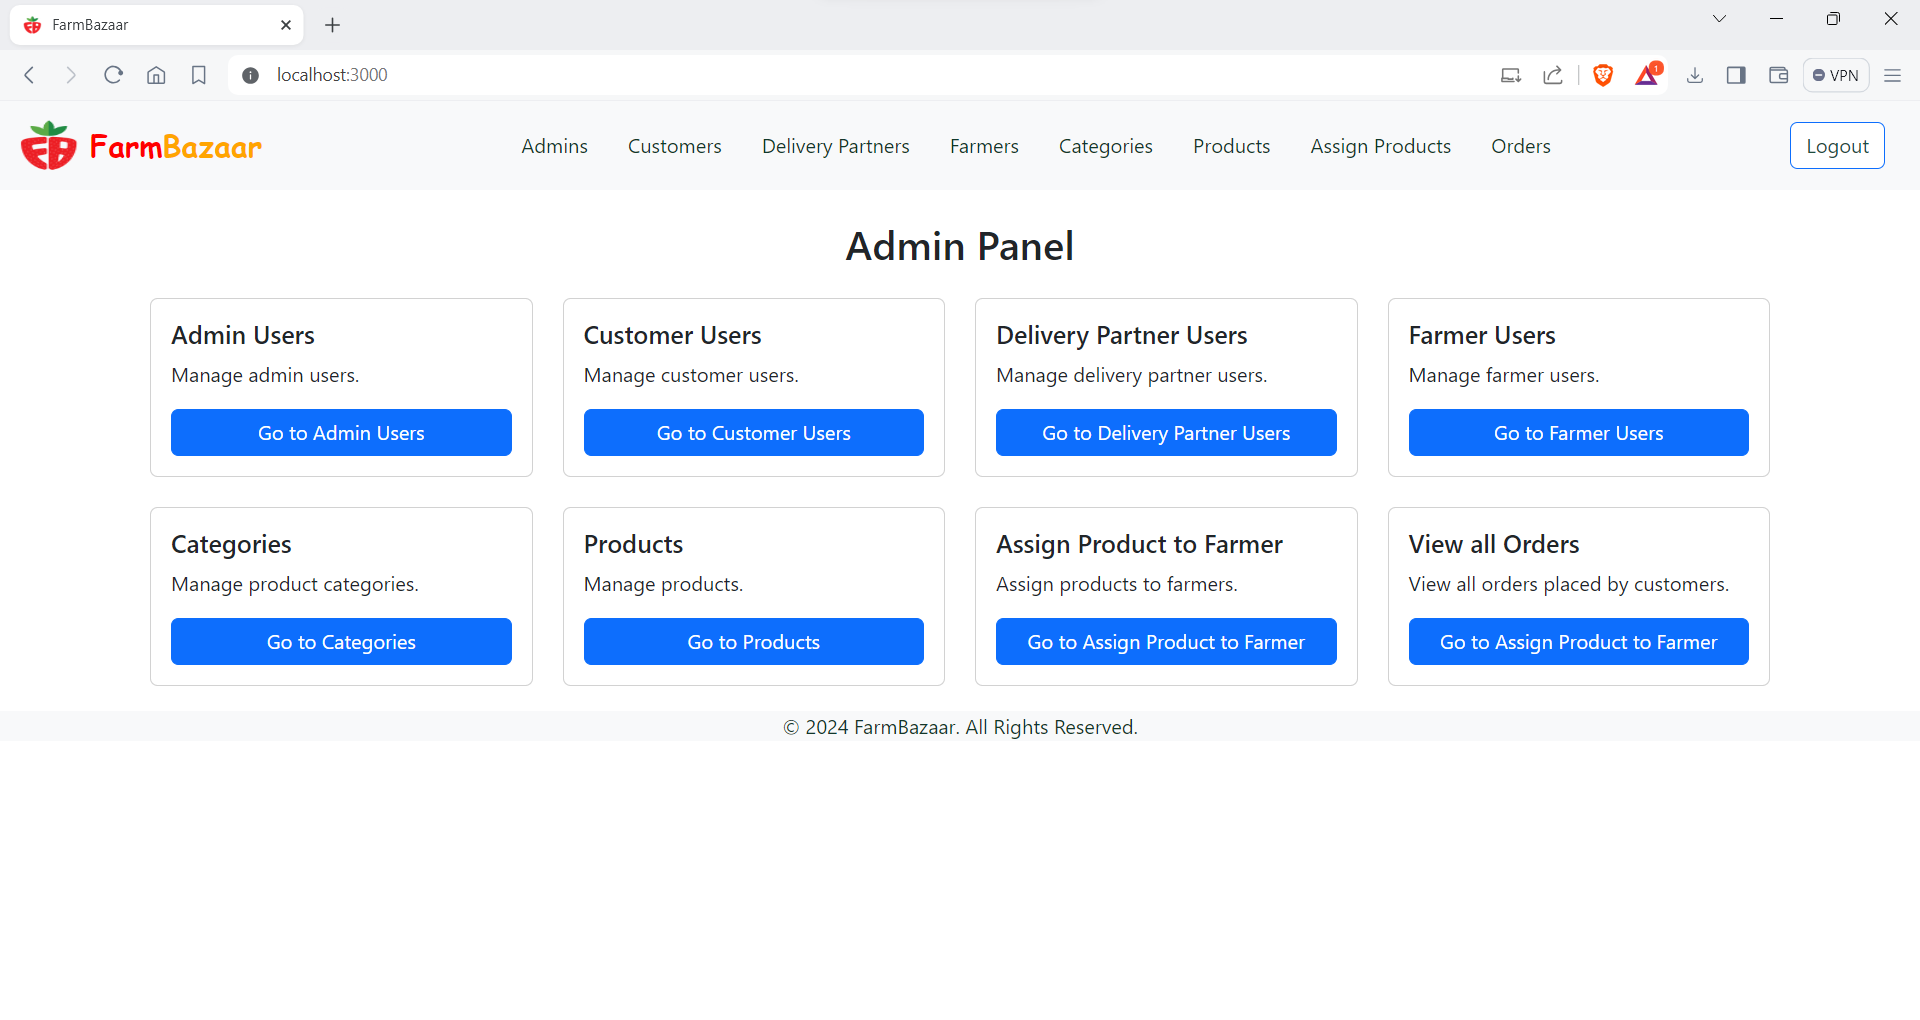 FarmBazaar
localhost:3000
1
VPN
FarmBazaar
Admins Customers Delivery Partners Farmers Categories Products Assign Products Orders Logout
Admin Panel
Admin Users
Manage admin users.
Go to Admin Users
Customer Users
Manage customer users.
Go to Customer Users
Delivery Partner Users
Manage delivery partner users.
Go to Delivery Partner Users
Farmer Users
Manage farmer users.
Go to Farmer Users
Categories
Manage product categories.
Go to Categories
Products
Manage products.
Go to Products
Assign Product to Farmer
Assign products to farmers.
Go to Assign Product to Farmer
View all Orders
View all orders placed by customers.
Go to Assign Product to Farmer
© 2024 FarmBazaar. All Rights Reserved.